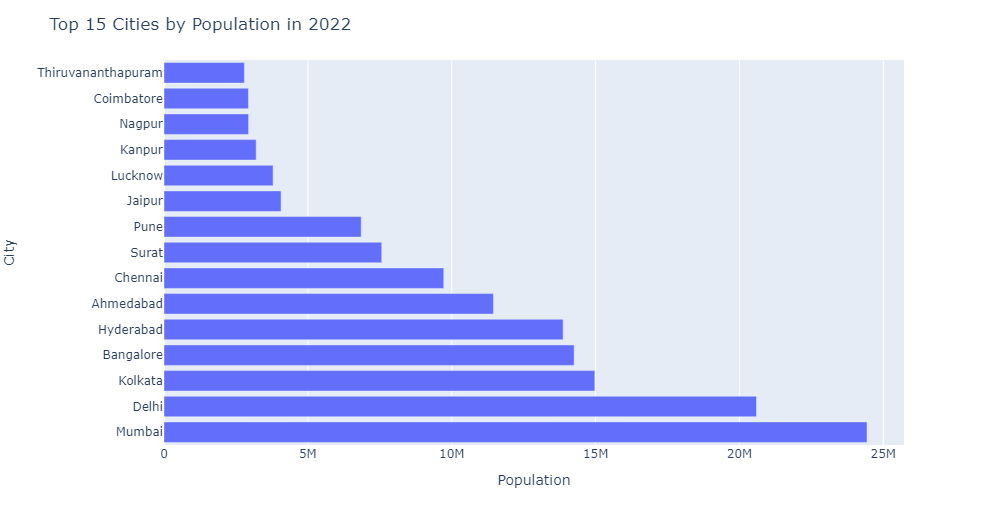 Top 15 Cities by Population in 2022
City
Thiruvananthapuram
Coimbatore
Nagpur
Kanpur
Lucknow
Jaipur
Pune
Surat
Chennai
Ahmedabad
Hyderabad
Bangalore
Kolkata
Delhi
Mumbai
0 5M 10M 15M 20M 25M
Population